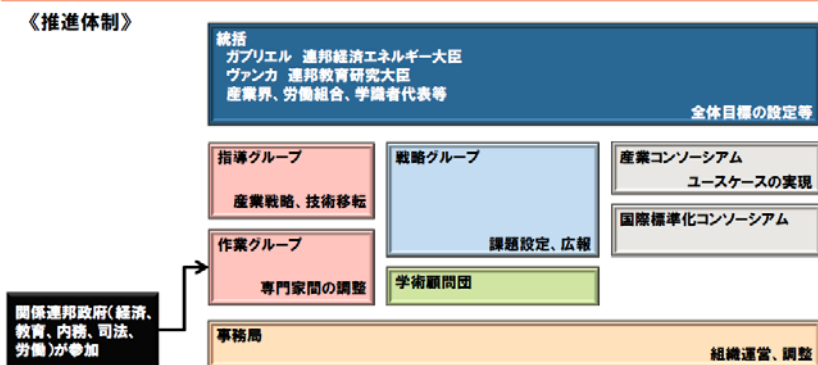 《推進体制》
統括
ガブリエル 連邦経済エネルギー大臣
ヴァンカ 連邦教育研究大臣
産業界、労働組合、学識者代表等
全体目標の設定等
指導グループ
産業戦略、技術移転
戦略グループ
課題設定、広報
産業コンソーシアム
ユースケースの実現
国際標準化コンソーシアム
作業グループ
専門家間の調整
学術顧問団
関係連邦政府(経済、
教育、内務、司法、
労働)が参加
事務局
組織運営、調整